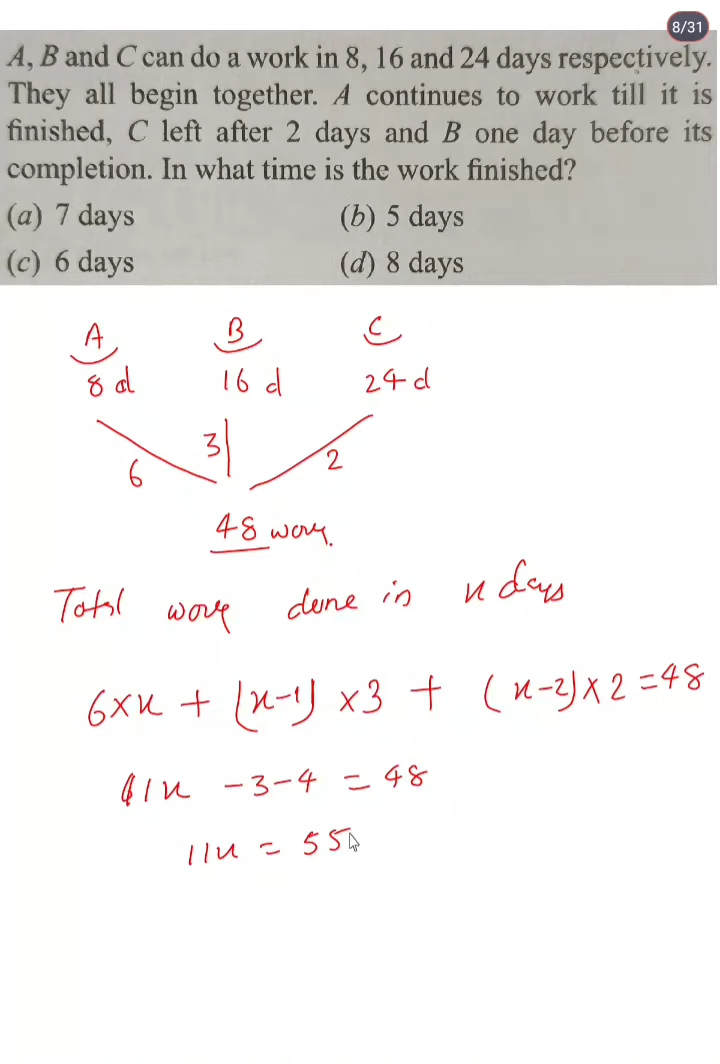 8/31
A, B and C can do a work in 8, 16 and 24 days respectively.
They all begin together. A continues to work till it is
finished, C left after 2 days and B one day before its
completion. In what time is the work finished?
(a) 7 days (b) 5 days
(c) 6 days (d) 8 days
A B C
8 d 16 d 24 d
6 3 2
48 work.
Total work done in x days
6×x + (x-1) ×3 + (x-2)×2 =48
11x -3-4 = 48
11x = 55